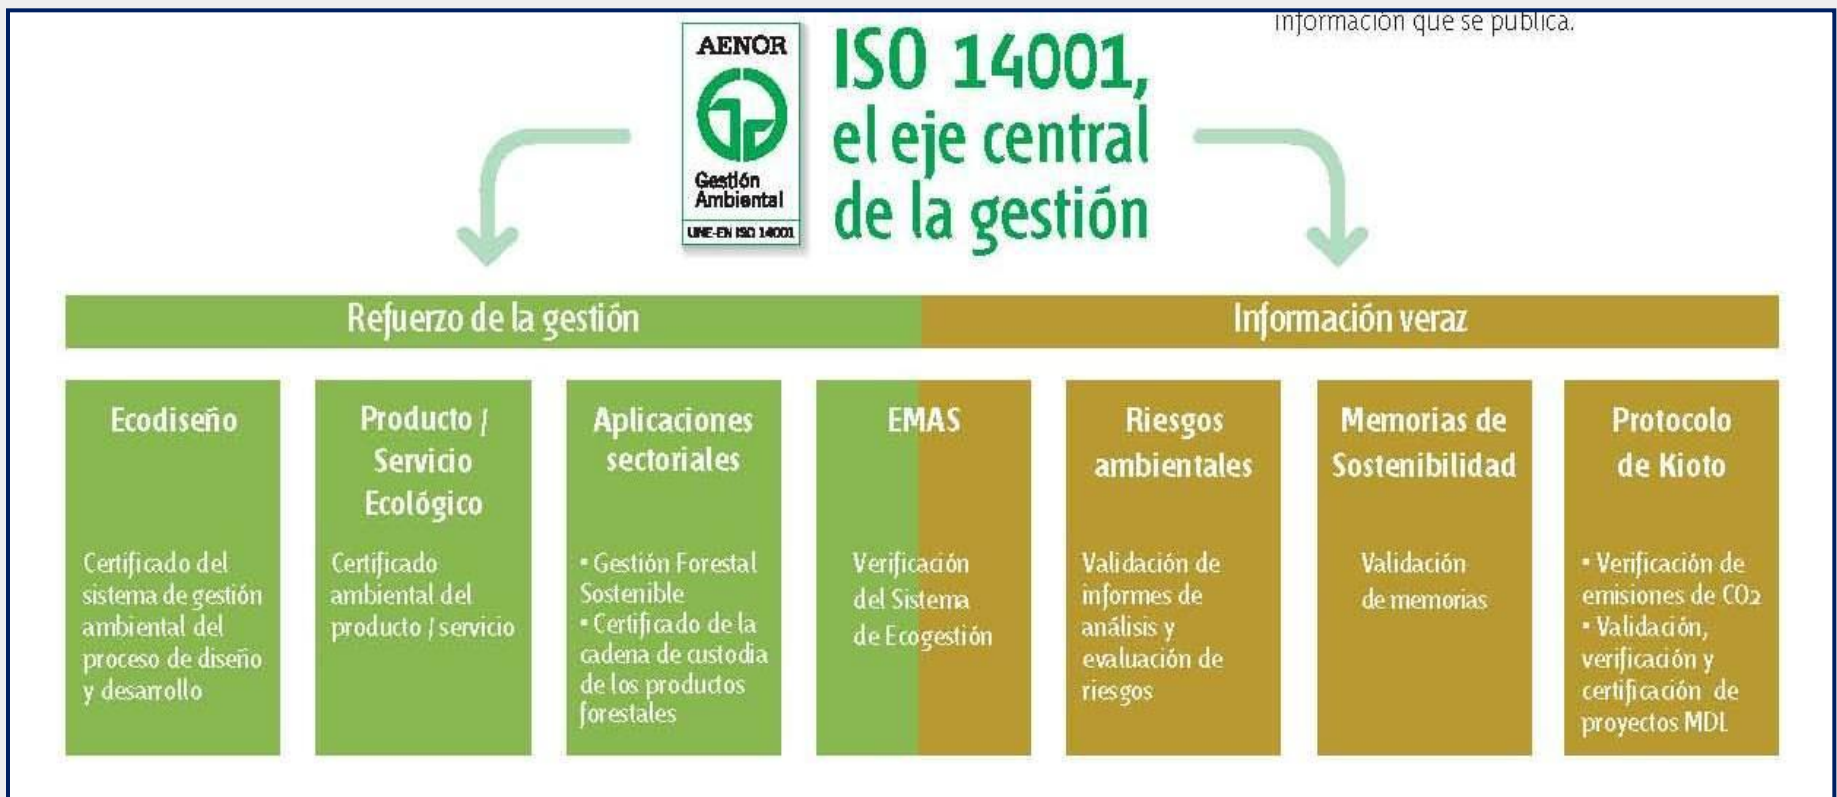 información que se publica.
AENOR
Gestión
Ambiental
UNE-EN ISO 14001
ISO 14001,
el eje central
de la gestión
Refuerzo de la gestión
Información veraz
Ecodiseño
Certificado del
sistema de gestión
ambiental del
proceso de diseño
y desarrollo
Producto /
Servicio
Ecológico
Certificado
ambiental del
producto / servicio
Aplicaciones
sectoriales
▪ Gestión Forestal
Sostenible
▪ Certificado de la
cadena de custodia
de los productos
forestales
EMAS
Verificación
del Sistema
de Ecogestión
Riesgos
ambientales
Validación de
informes de
análisis y
evaluación de
riesgos
Memorias de
Sostenibilidad
Validación
de memorias
Protocolo
de Kioto
▪ Verificación de
emisiones de CO2
▪ Validación,
verificación y
certificación de
proyectos MDL